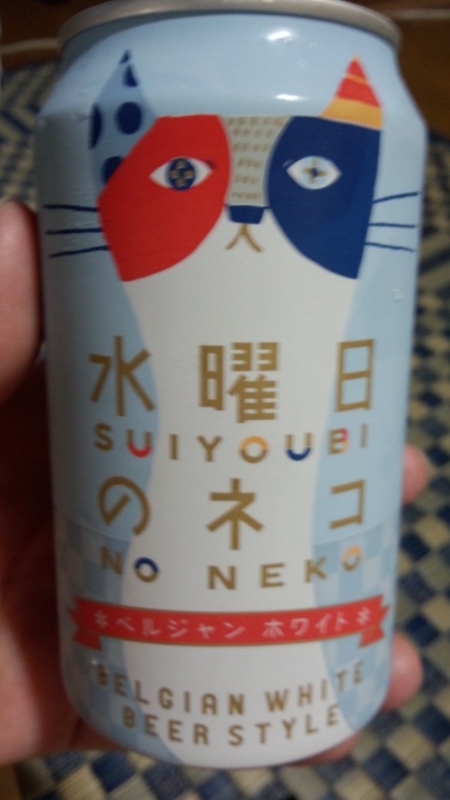 水曜日
SUIYOUBI
のネコ
NO NEKO
ベルジャン ホワイト
BELGIAN WHITE
BEER STYLE